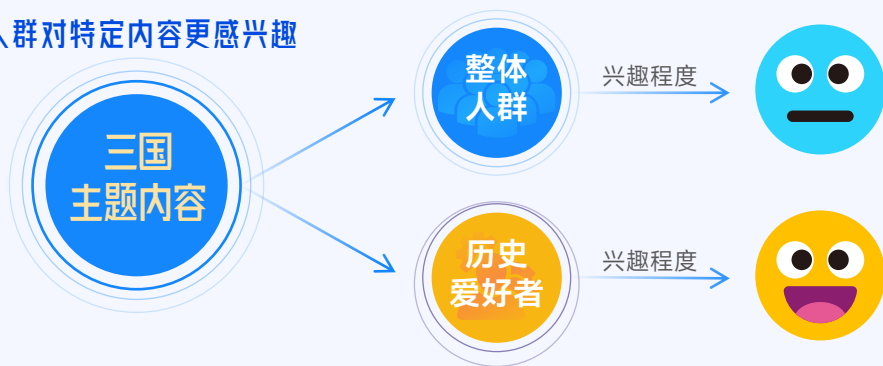 人群对特定内容更感兴趣
三国
主题内容
整体
人群
兴趣程度
历史
爱好者
兴趣程度